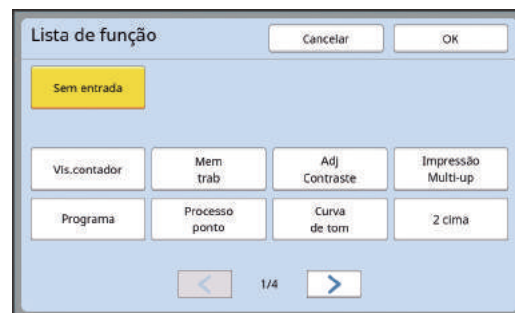 Lista de função
Cancelar
OK
Sem entrada
Vis.contador
Mem
trab
Adj
Contraste
Impressão
Multi-up
Programa
Processo
ponto
Curva
de tom
2 cima
1/4